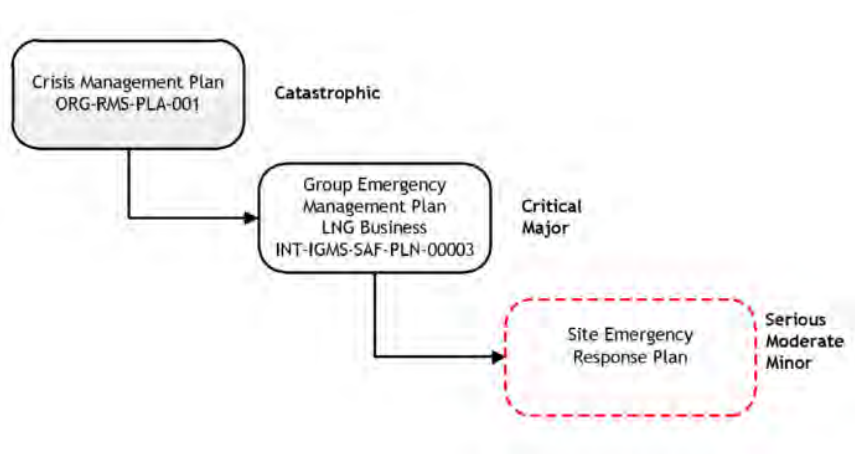 Crisis Management Plan
ORG-RMS-PLA-001
Catastrophic
Group Emergency
Management Plan
LNG Business
INT-IGMS-SAF-PLN-00003
Critical
Major
Site Emergency
Response Plan
Serious
Moderate
Minor